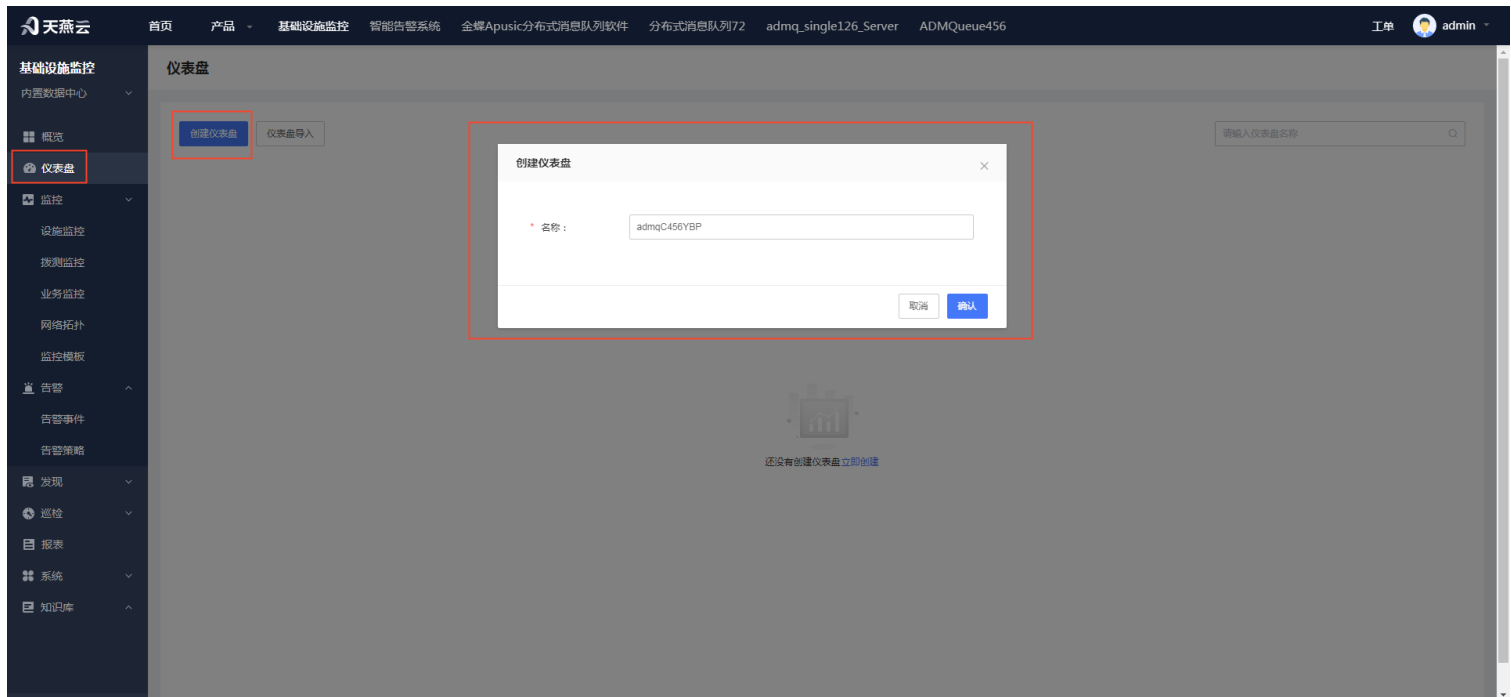 天燕云
首页 产品 基础设施监控 智能告警系统 金蝶Apusic分布式消息队列软件 分布式消息队列72 admq_single126_Server ADMQueue456 工单 admin
基础设施监控
内置数据中心
概览
仪表盘
监控
设施监控
拨测监控
业务监控
网络拓扑
监控模板
告警
告警事件
告警策略
发现
巡检
报表
系统
知识库
仪表盘
创建仪表盘 仪表盘导入 请输入仪表盘名称
创建仪表盘
* 名称: admqC456YBP
取消 确认
还没有创建仪表盘立即创建